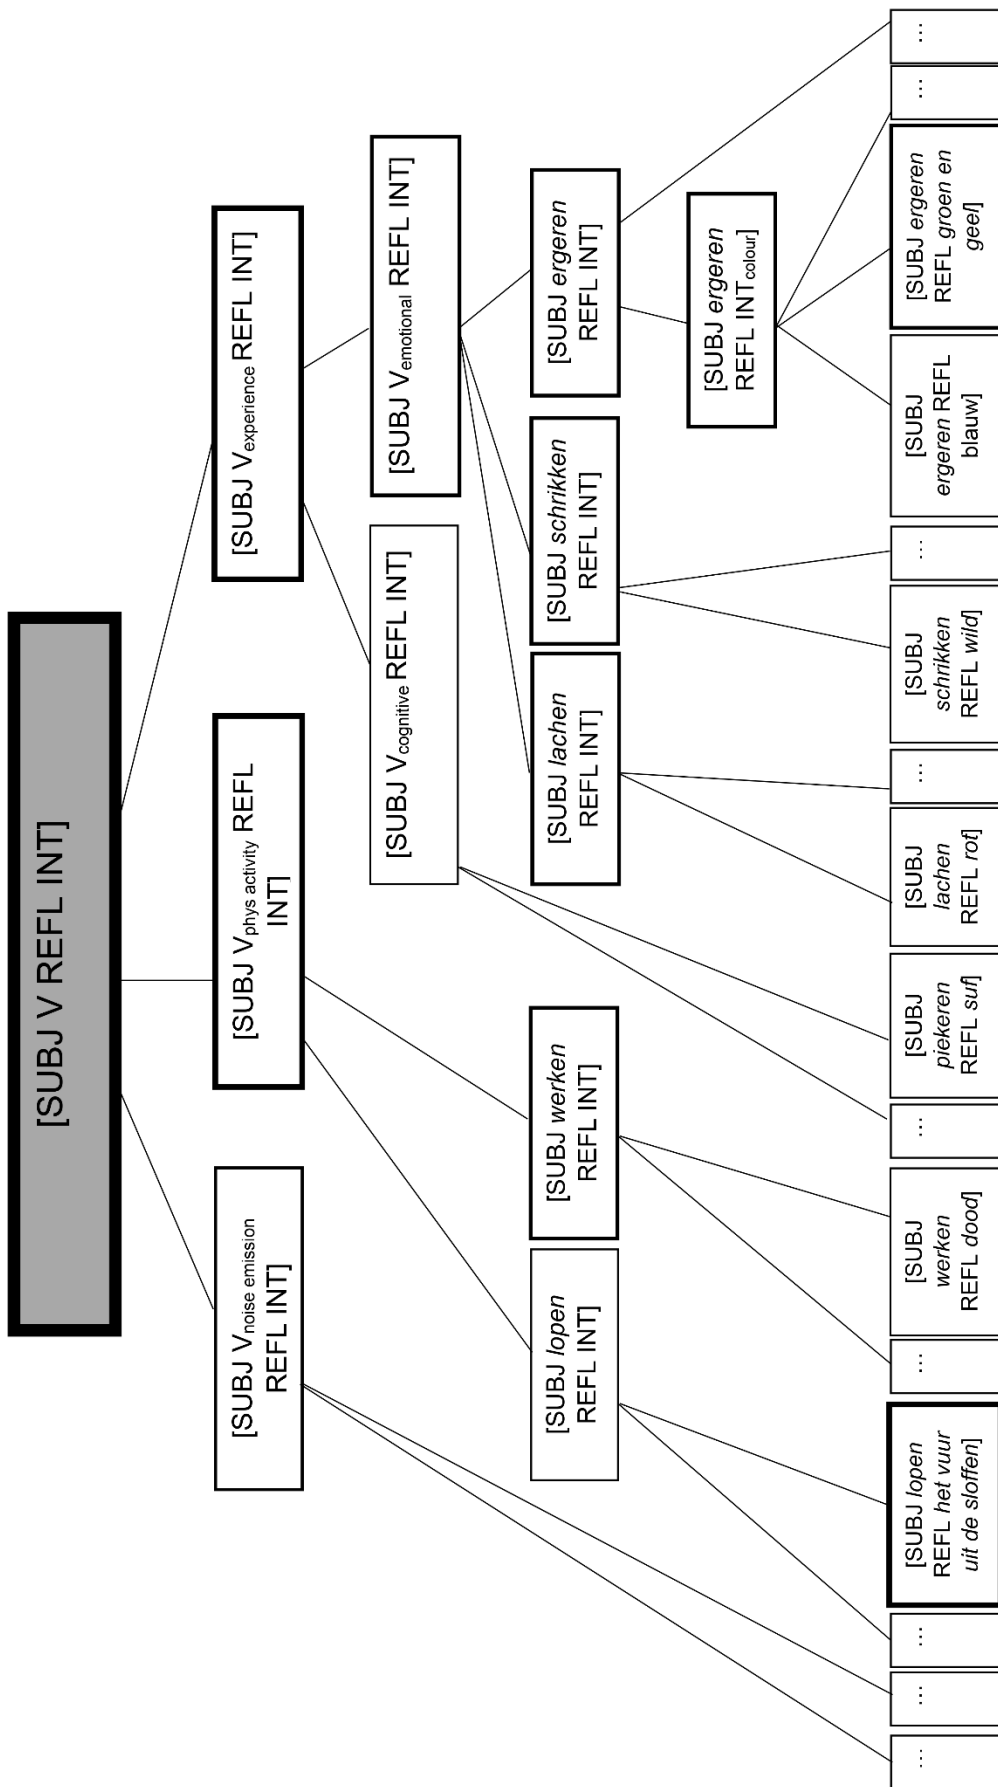 [SUBJ V REFL INT]
[SUBJ Vnoise emission
REFL INT]
[SUBJ Vphys activity REFL
INT]
[SUBJ Vexperience REFL INT]
[SUBJ Vcognitive REFL INT]
[SUBJ Vemotional REFL INT]
[SUBJ lopen
REFL INT]
[SUBJ werken
REFL INT]
[SUBJ lachen
REFL INT]
[SUBJ schrikken
REFL INT]
[SUBJ ergeren
REFL INT]
[SUBJ ergeren
REFL INTcolour]
...
...
...
[SUBJ lopen
REFL het vuur
uit de sloffen]
...
[SUBJ
werken
REFL dood]
...
[SUBJ
piekeren
REFL suf]
[SUBJ
lachen
REFL rot]
...
[SUBJ
schrikken
REFL wild]
...
[SUBJ
ergeren REFL
blauw]
[SUBJ ergeren
REFL groen en
geel]
...
...